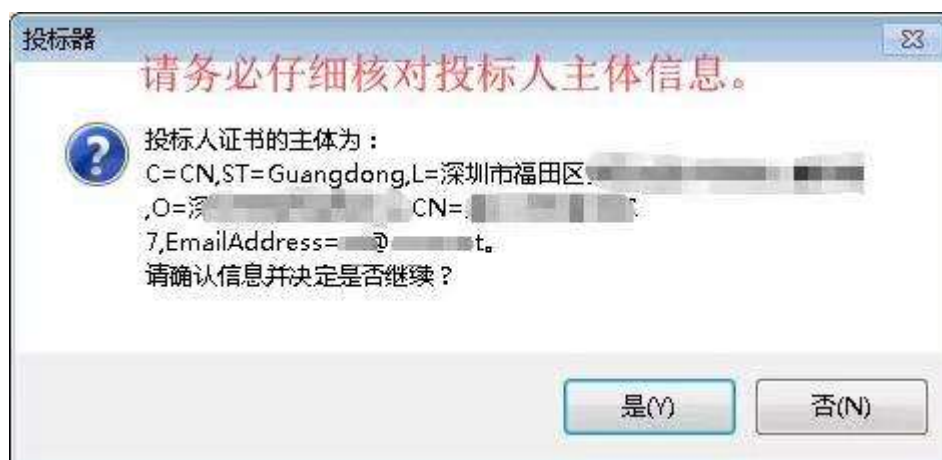 投标器
请务必仔细核对投标人主体信息。
投标人证书的主体为：
C=CN,ST=Guangdong,L=深圳市福田区
,O=深 CN=
7,EmailAddress= @ t。
请确认信息并决定是否继续？
是(Y) 否(N)